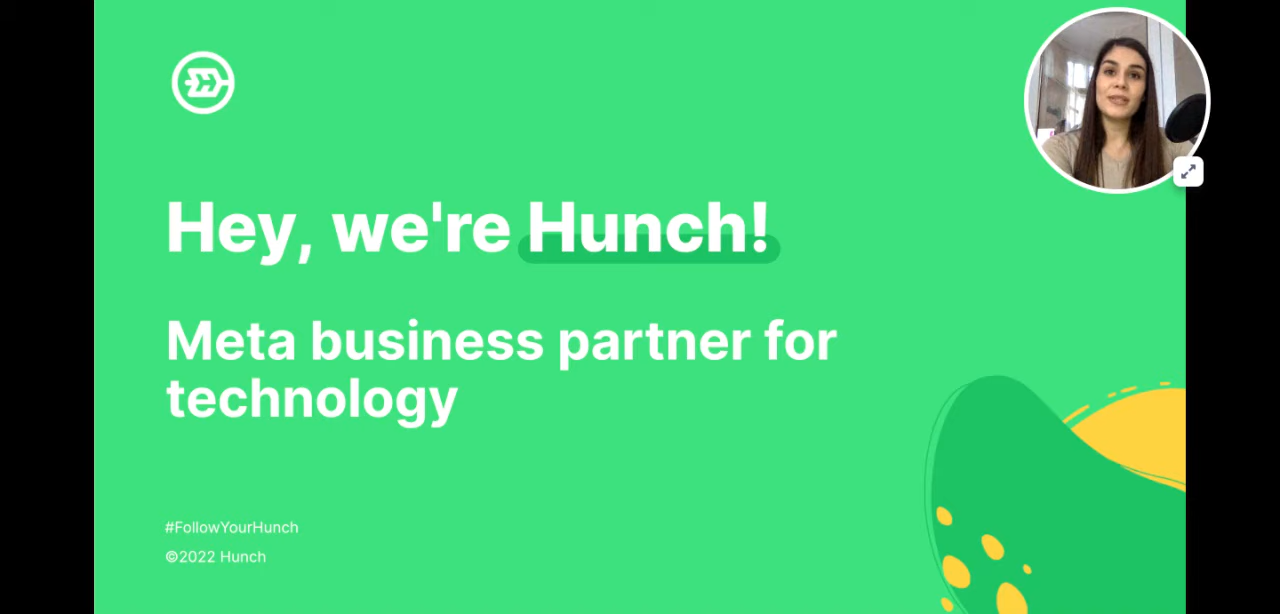 Hey, we're Hunch!
Meta business partner for
technology
#FollowYourHunch
©2022 Hunch